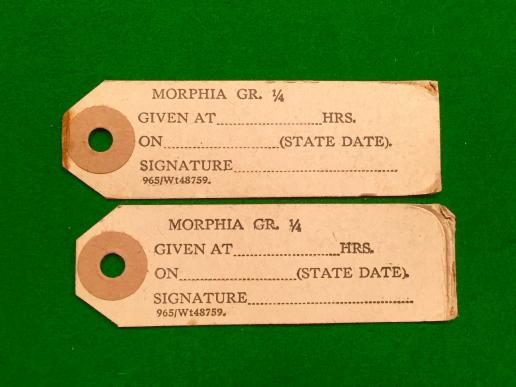 MORPHIA GR. ¼
GIVEN AT....................HRS.
ON......................(STATE DATE).
SIGNATURE................................
965/Wt48759.
MORPHIA GR. ¼
GIVEN AT....................HRS.
ON......................(STATE DATE).
SIGNATURE................................
965/Wt48759.